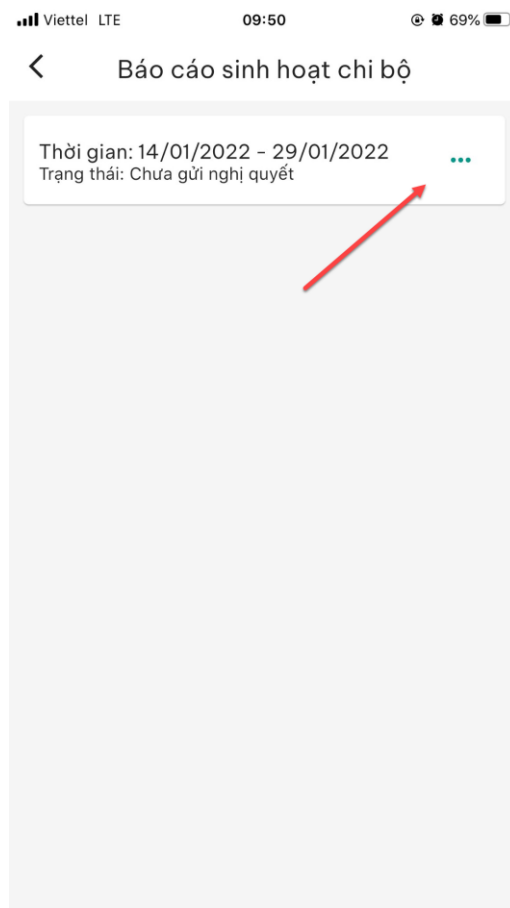 Viettel LTE 09:50 69%
Báo cáo sinh hoạt chi bộ
Thời gian: 14/01/2022 - 29/01/2022
Trạng thái: Chưa gửi nghị quyết